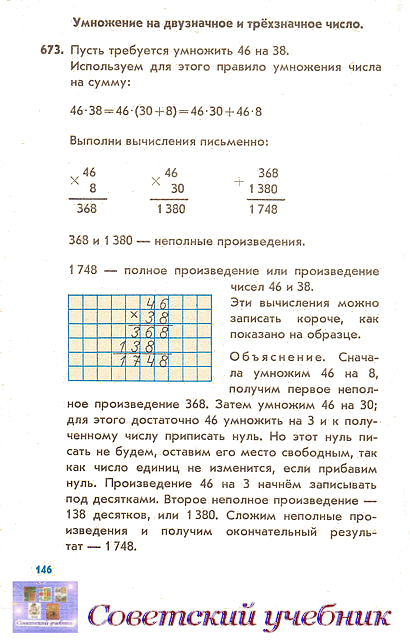 Умножение на двузначное и трёхзначное число.
673. Пусть требуется умножить 46 на 38.
Используем для этого правило умножения числа
на сумму:
46·38=46·(30+8)=46·30+46·8
Выполни вычисления письменно:
× 46 × 46 + 368
8 30 1 380
368 1 380 1 748
368 и 1 380 — неполные произведения.
1 748 — полное произведение или произведение
чисел 46 и 38.
46
× 38
368
138
1748
Эти вычисления можно
записать короче, как
показано на образце.
Объяснение. Снача-
ла умножим 46 на 8,
получим первое непол-
ное произведение 368. Затем умножим 46 на 30;
для этого достаточно 46 умножить на 3 и к полу-
ченному числу приписать нуль. Но этот нуль пи-
сать не будем, оставим его место свободным, так
как число единиц не изменится, если прибавим
нуль. Произведение 46 на 3 начнём записывать
под десятками. Второе неполное произведение —
138 десятков, или 1 380. Сложим неполные про-
изведения и получим окончательный резуль-
тат — 1 748.
146
Советский учебник